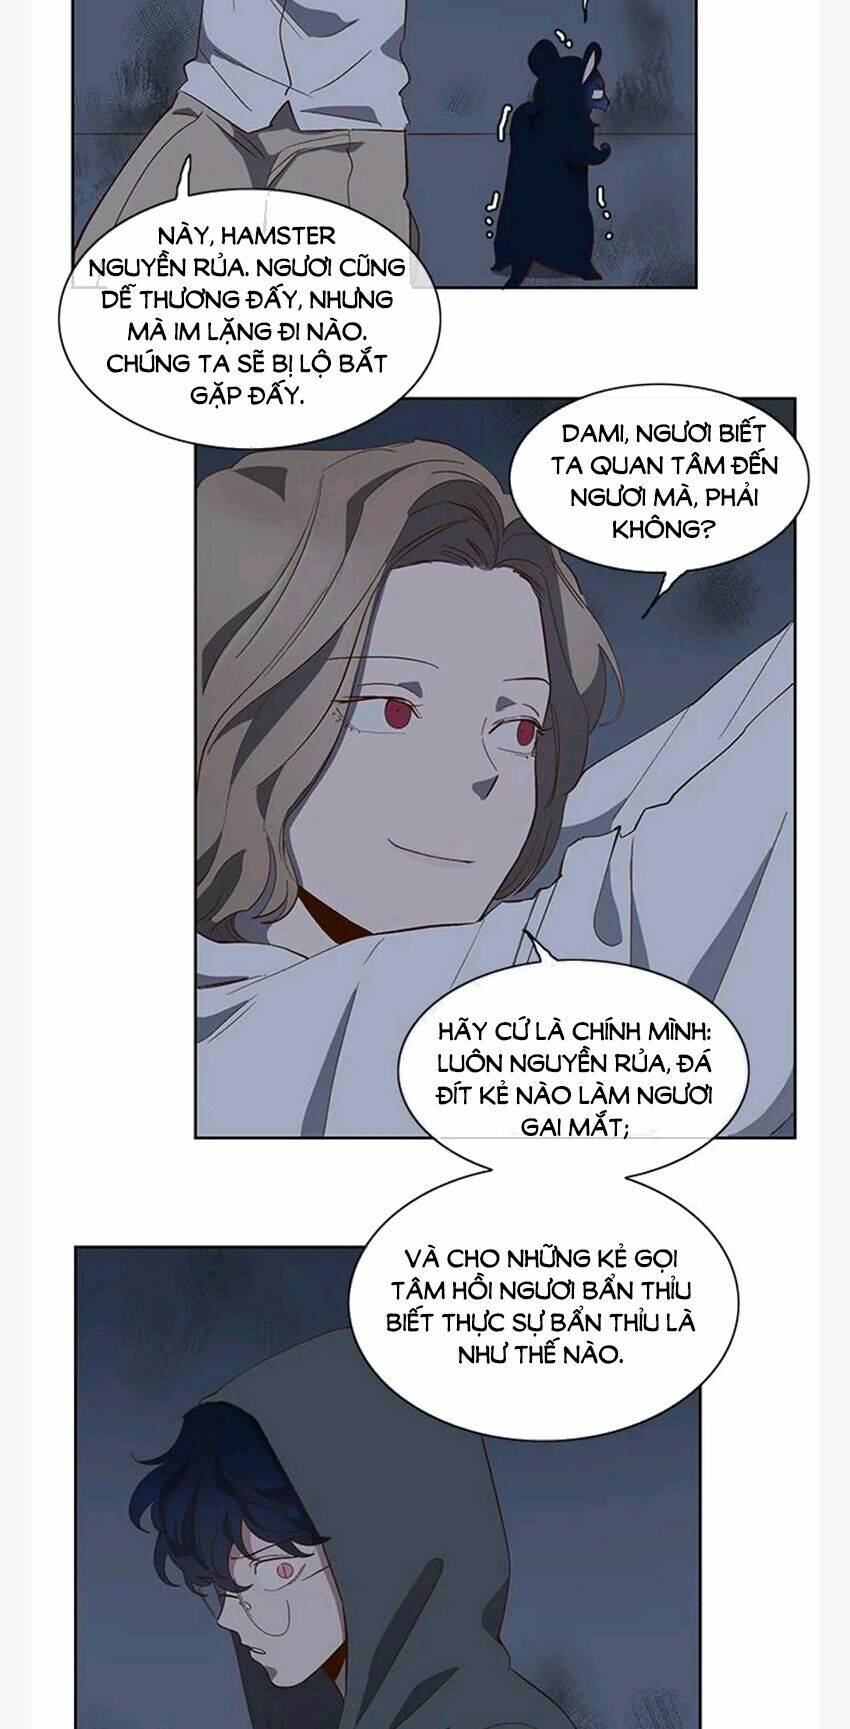 NÀY, HAMSTER
NGUYỀN RỦA. NGƯƠI CŨNG
DỄ THƯƠNG ĐẤY, NHƯNG
MÀ IM LẶNG ĐI NÀO.
CHÚNG TA SẼ BỊ LỘ BẮT
GẶP ĐẤY.
DAMI, NGƯƠI BIẾT
TA QUAN TÂM ĐẾN
NGƯƠI MÀ, PHẢI
KHÔNG?
HÃY CỨ LÀ CHÍNH MÌNH:
LUÔN NGUYỀN RỦA, ĐÁ
ĐÍT KẺ NÀO LÀM NGƯƠI
GAI MẮT;
VÀ CHO NHỮNG KẺ GỌI
TÂM HỒI NGƯƠI BẨN THỈU
BIẾT THỰC SỰ BẨN THỈU LÀ
NHƯ THẾ NÀO.